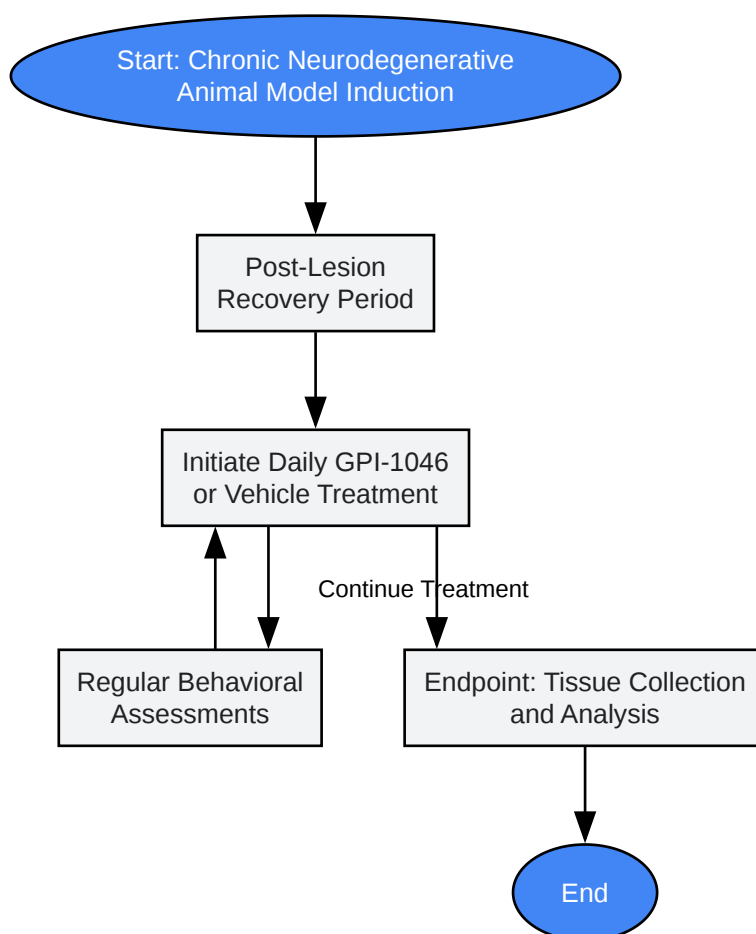 Start: Chronic Neurodegenerative
Animal Model Induction
Post-Lesion
Recovery Period
Initiate Daily GPI-1046
or Vehicle Treatment
Continue Treatment
Regular Behavioral
Assessments
Endpoint: Tissue Collection
and Analysis
End